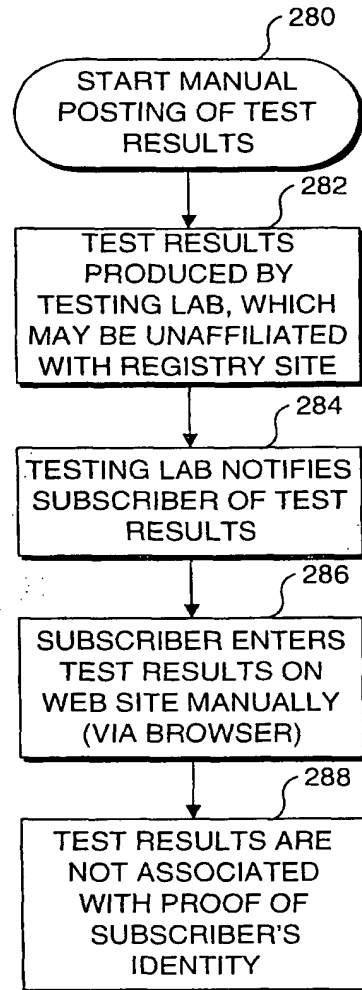 280
START MANUAL
POSTING OF TEST
RESULTS
282
TEST RESULTS
PRODUCED BY
TESTING LAB, WHICH
MAY BE UNAFFILIATED
WITH REGISTRY SITE
284
TESTING LAB NOTIFIES
SUBSCRIBER OF TEST
RESULTS
286
SUBSCRIBER ENTERS
TEST RESULTS ON
WEB SITE MANUALLY
(VIA BROWSER)
288
TEST RESULTS ARE
NOT ASSOCIATED
WITH PROOF OF
SUBSCRIBER'S
IDENTITY